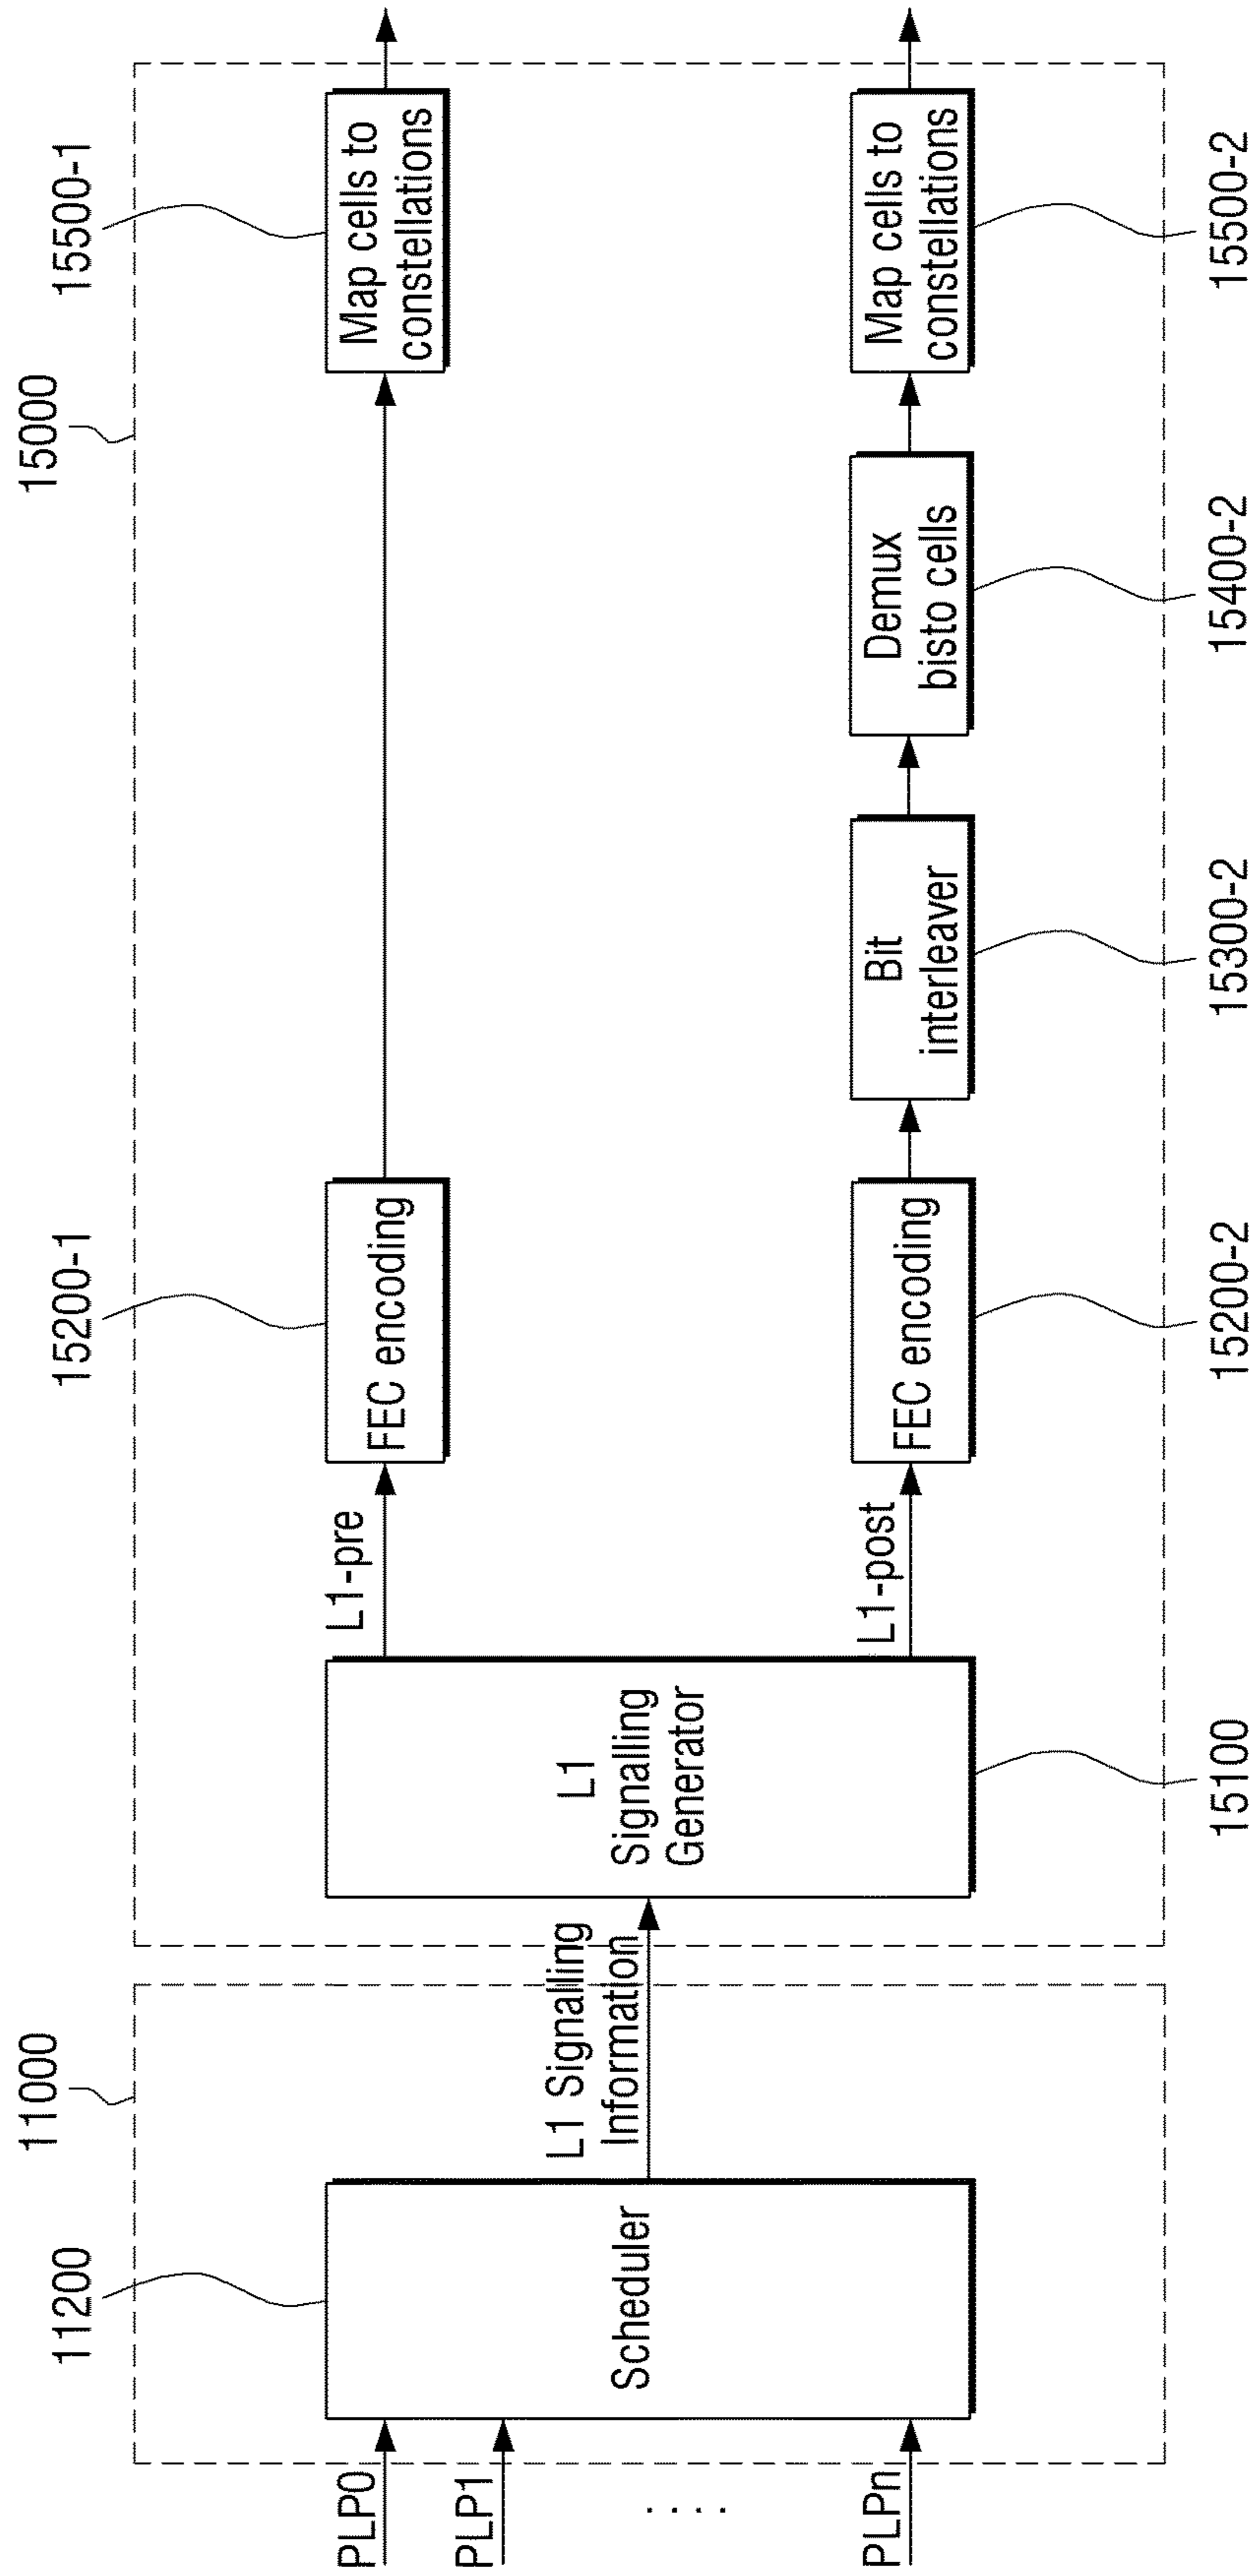 11000
15000
11200
15200-1
15500-1
PLP0
PLP1
. . . .
PLPn
Scheduler
L1 Signalling
Information
L1
Signalling
Generator
L1-pre
FEC encoding
Map cells to
constellations
L1-post
FEC encoding
Bit
interleaver
Demux
bisto cells
Map cells to
constellations
15100
15200-2
15300-2
15400-2
15500-2